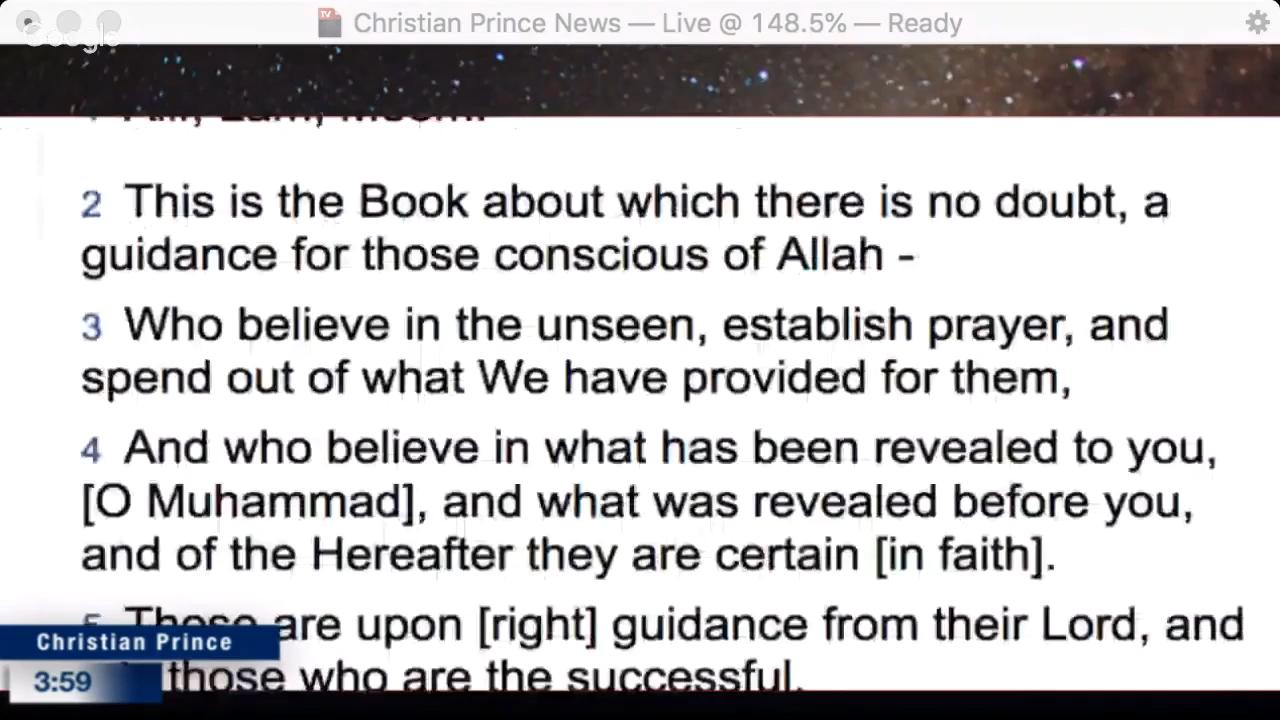 Christian Prince News — Live @ 148.5% — Ready
Google
2 This is the Book about which there is no doubt, a
guidance for those conscious of Allah -
3 Who believe in the unseen, establish prayer, and
spend out of what We have provided for them,
4 And who believe in what has been revealed to you,
[O Muhammad], and what was revealed before you,
and of the Hereafter they are certain [in faith].
5 Those are upon [right] guidance from their Lord, and
those who are the successful.
Christian Prince
3:59